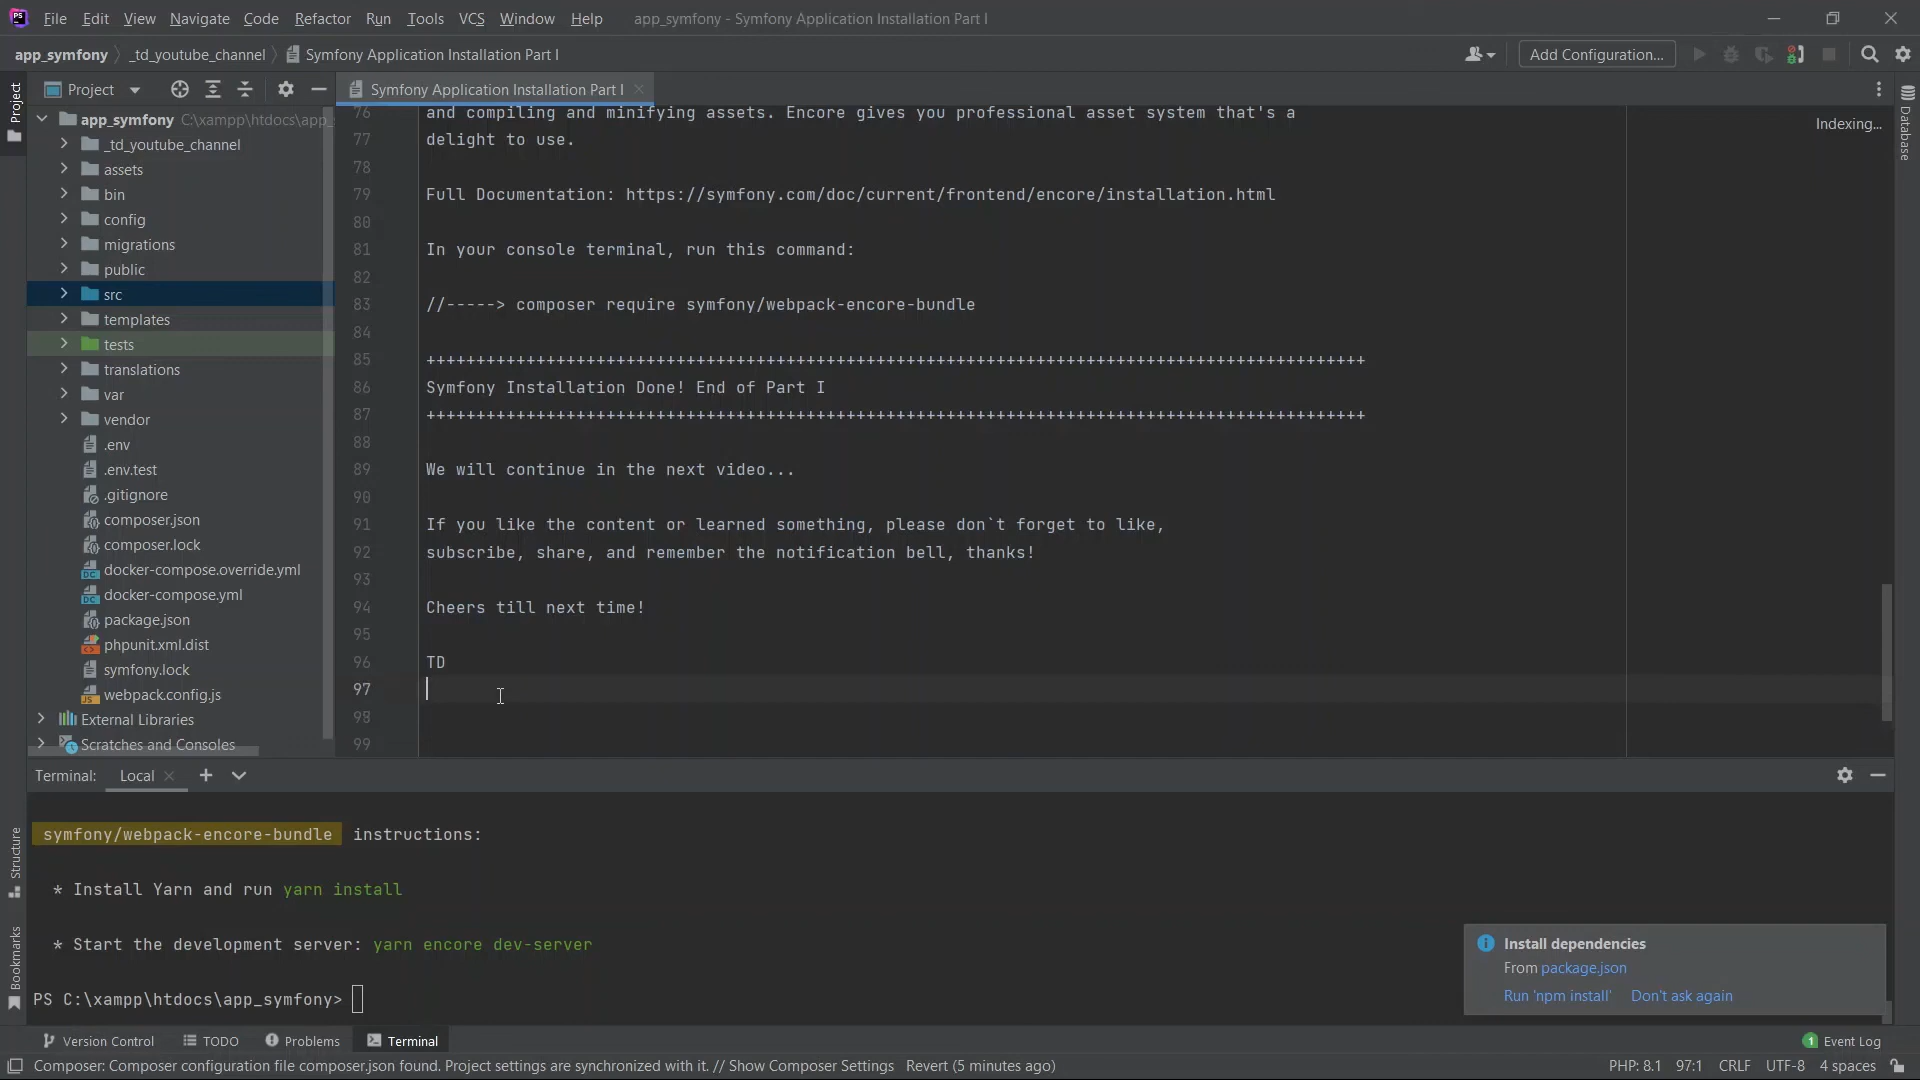 PS File Edit View Navigate Code Refactor Run Tools VCS Window Help app_symfony - Symfony Application Installation Part I
app_symfony _td_youtube_channel Symfony Application Installation Part I Add Configuration...
Project Project Symfony Application Installation Part I
app_symfony C:\xampp\htdocs\app_
_td_youtube_channel
assets
bin
config
migrations
public
src
templates
tests
translations
var
vendor
.env
.env.test
.gitignore
composer.json
composer.lock
docker-compose.override.yml
docker-compose.yml
package.json
phpunit.xml.dist
symfony.lock
webpack.config.js
External Libraries
Scratches and Consoles
76 and compiling and minifying assets. Encore gives you professional asset system that's a
77 delight to use.
78
79 Full Documentation: https://symfony.com/doc/current/frontend/encore/installation.html
80
81 In your console terminal, run this command:
82
83 //-----> composer require symfony/webpack-encore-bundle
84
85 ++++++++++++++++++++++++++++++++++++++++++++++++++++++++++++++++++++++++++++++++++++++++++++++
86 Symfony Installation Done! End of Part I
87 ++++++++++++++++++++++++++++++++++++++++++++++++++++++++++++++++++++++++++++++++++++++++++++++
88
89 We will continue in the next video...
90
91 If you like the content or learned something, please don`t forget to like,
92 subscribe, share, and remember the notification bell, thanks!
93
94 Cheers till next time!
95
96 TD
97
98
99
Indexing...
Database
Terminal: Local
symfony/webpack-encore-bundle instructions:
* Install Yarn and run yarn install
* Start the development server: yarn encore dev-server
PS C:\xampp\htdocs\app_symfony>
Structure
Bookmarks
Install dependencies
From package.json
Run 'npm install' Don't ask again
Version Control TODO Problems Terminal 1 Event Log
Composer: Composer configuration file composer.json found. Project settings are synchronized with it. // Show Composer Settings Revert (5 minutes ago) PHP: 8.1 97:1 CRLF UTF-8 4 spaces